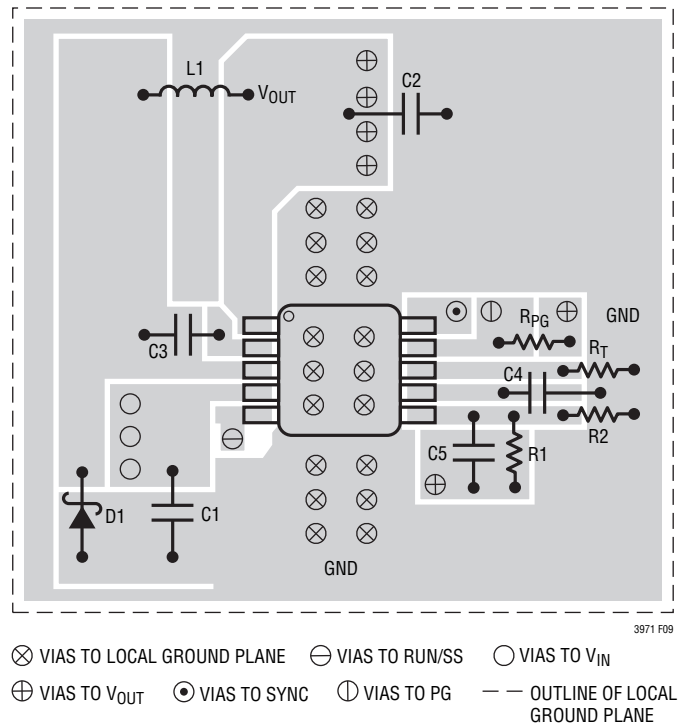 L1
VOUT
C2
C3
RPG
GND
RT
C4
R2
C5
R1
D1
C1
GND
3971 F09
VIAS TO LOCAL GROUND PLANE
VIAS TO RUN/SS
VIAS TO VIN
VIAS TO VOUT
VIAS TO SYNC
VIAS TO PG
OUTLINE OF LOCAL
GROUND PLANE